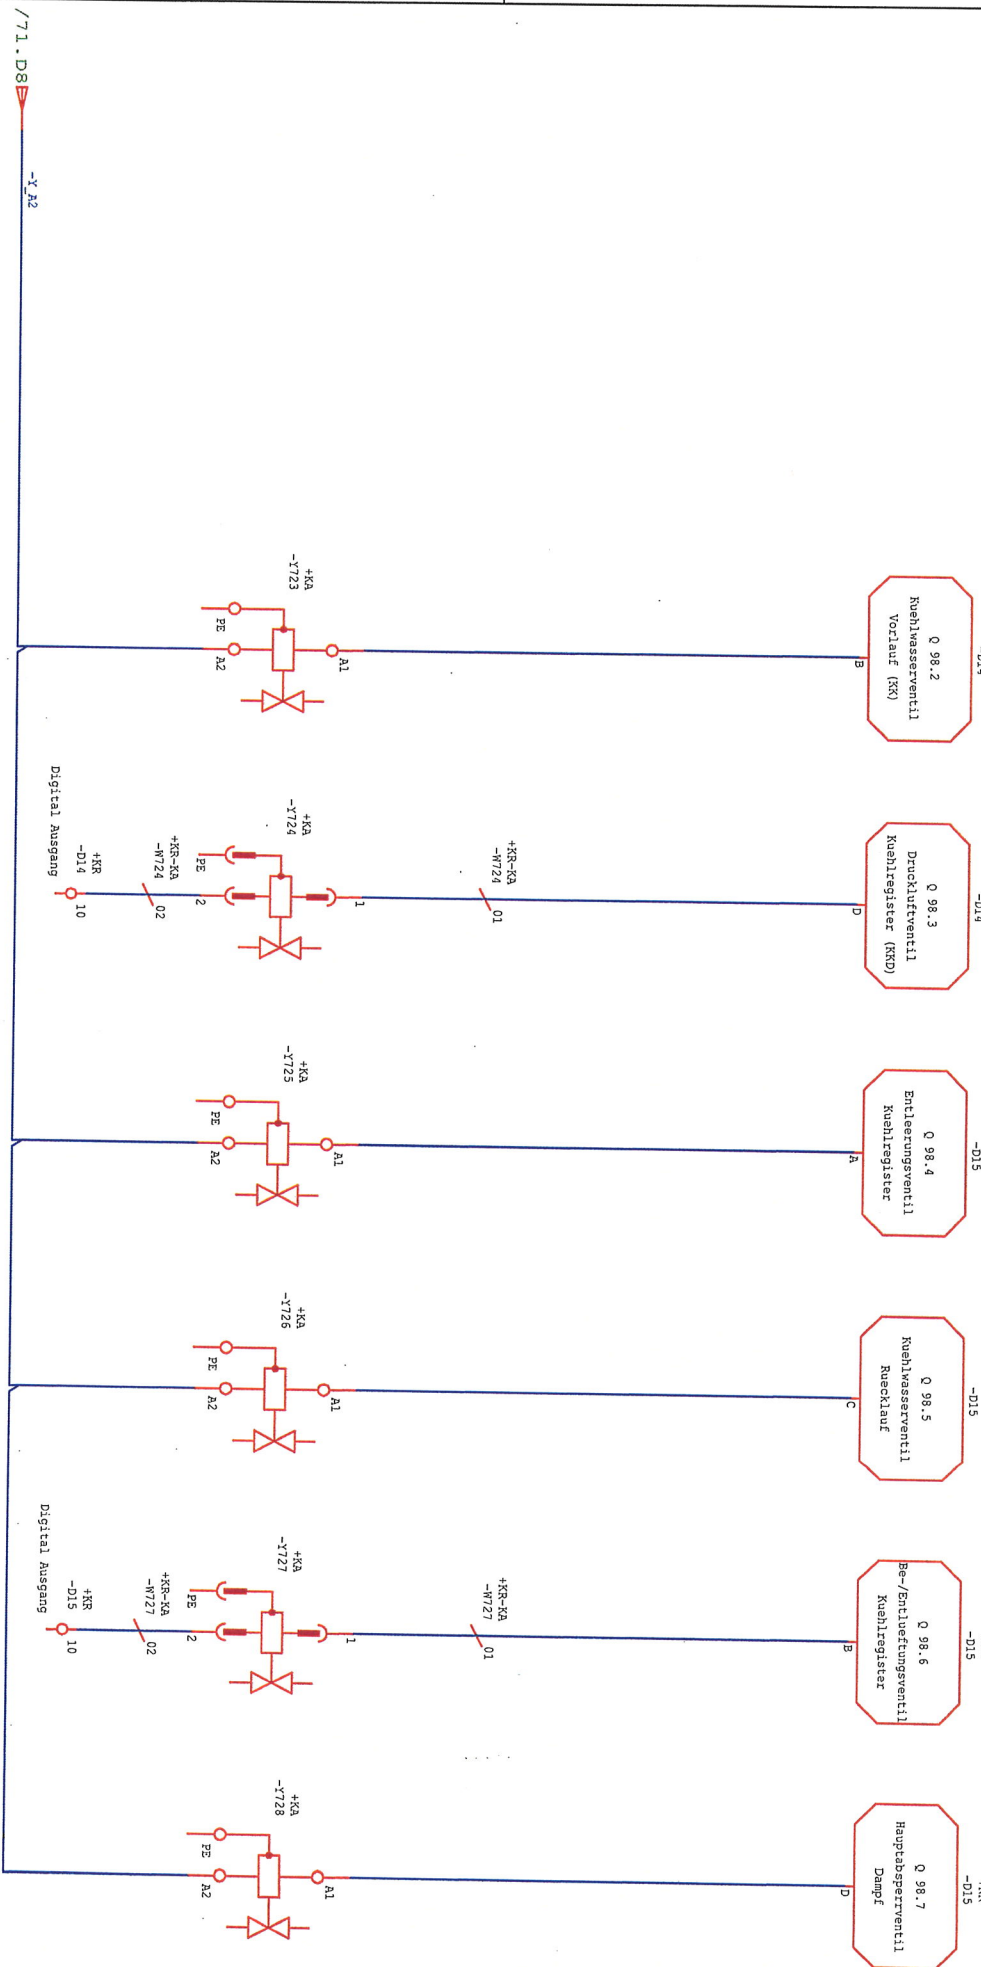 /71.D8
-Y_A2
Q 98.2
Kuehlwasserventil
Vorlauf (KK)
B
+KA
-Y723
A1
PE
A2
-D14
Q 98.3
Druckluftventil
Kuehlregister (KKD)
D
+KR-KA
-W724
01
+KA
-Y724
1
PE
2
+KR-KA
-W724
02
+KR
-D14
10
Digital Ausgang
-D15
Q 98.4
Entleerungsventil
Kuehlregister
A
+KA
-Y725
A1
PE
A2
-D15
Q 98.5
Kuehlwasserventil
Ruecklauf
C
+KA
-Y726
A1
PE
A2
-D15
Q 98.6
Be-/Entlueftungsventil
Kuehlregister
B
+KR-KA
-W727
01
+KA
-Y727
1
PE
2
+KR-KA
-W727
02
+KR
-D15
10
Digital Ausgang
-D15
Q 98.7
Hauptabsperrventil
Dampf
D
+KA
-Y728
A1
PE
A2